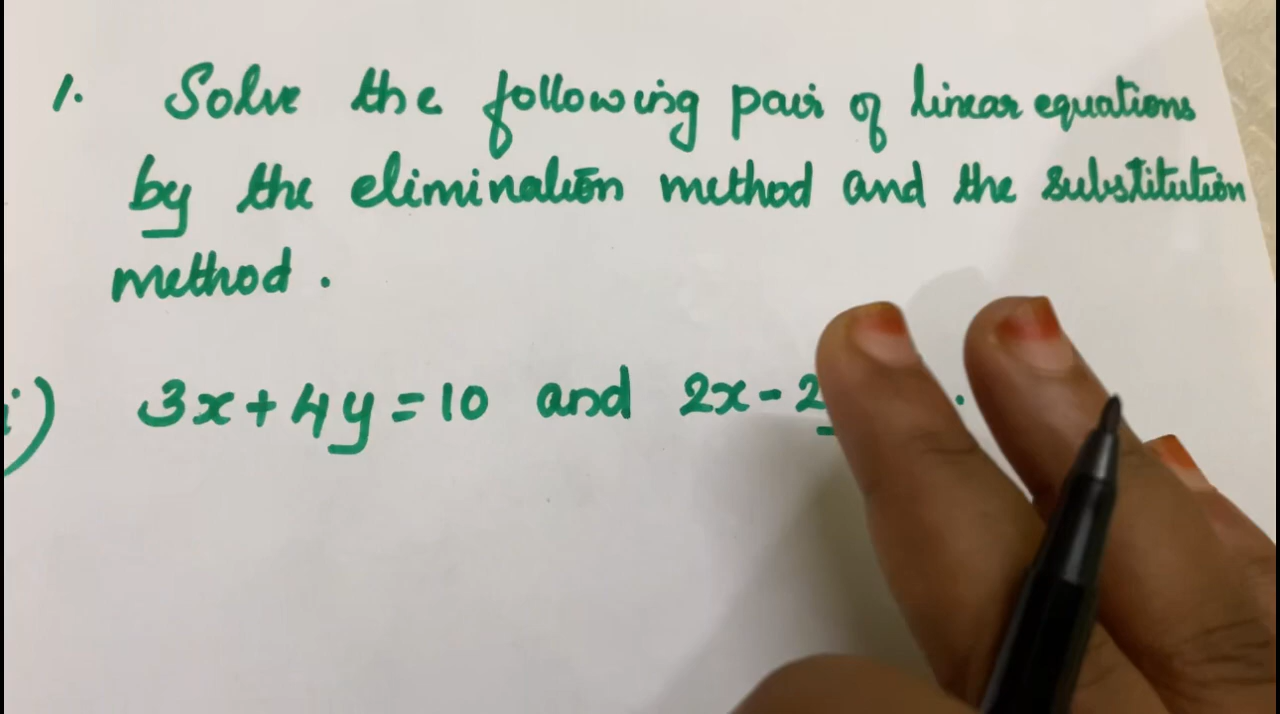 1. Solve the following pair of linear equations
by the elimination method and the substitution
method.
i) 3x+4y=10 and 2x-2